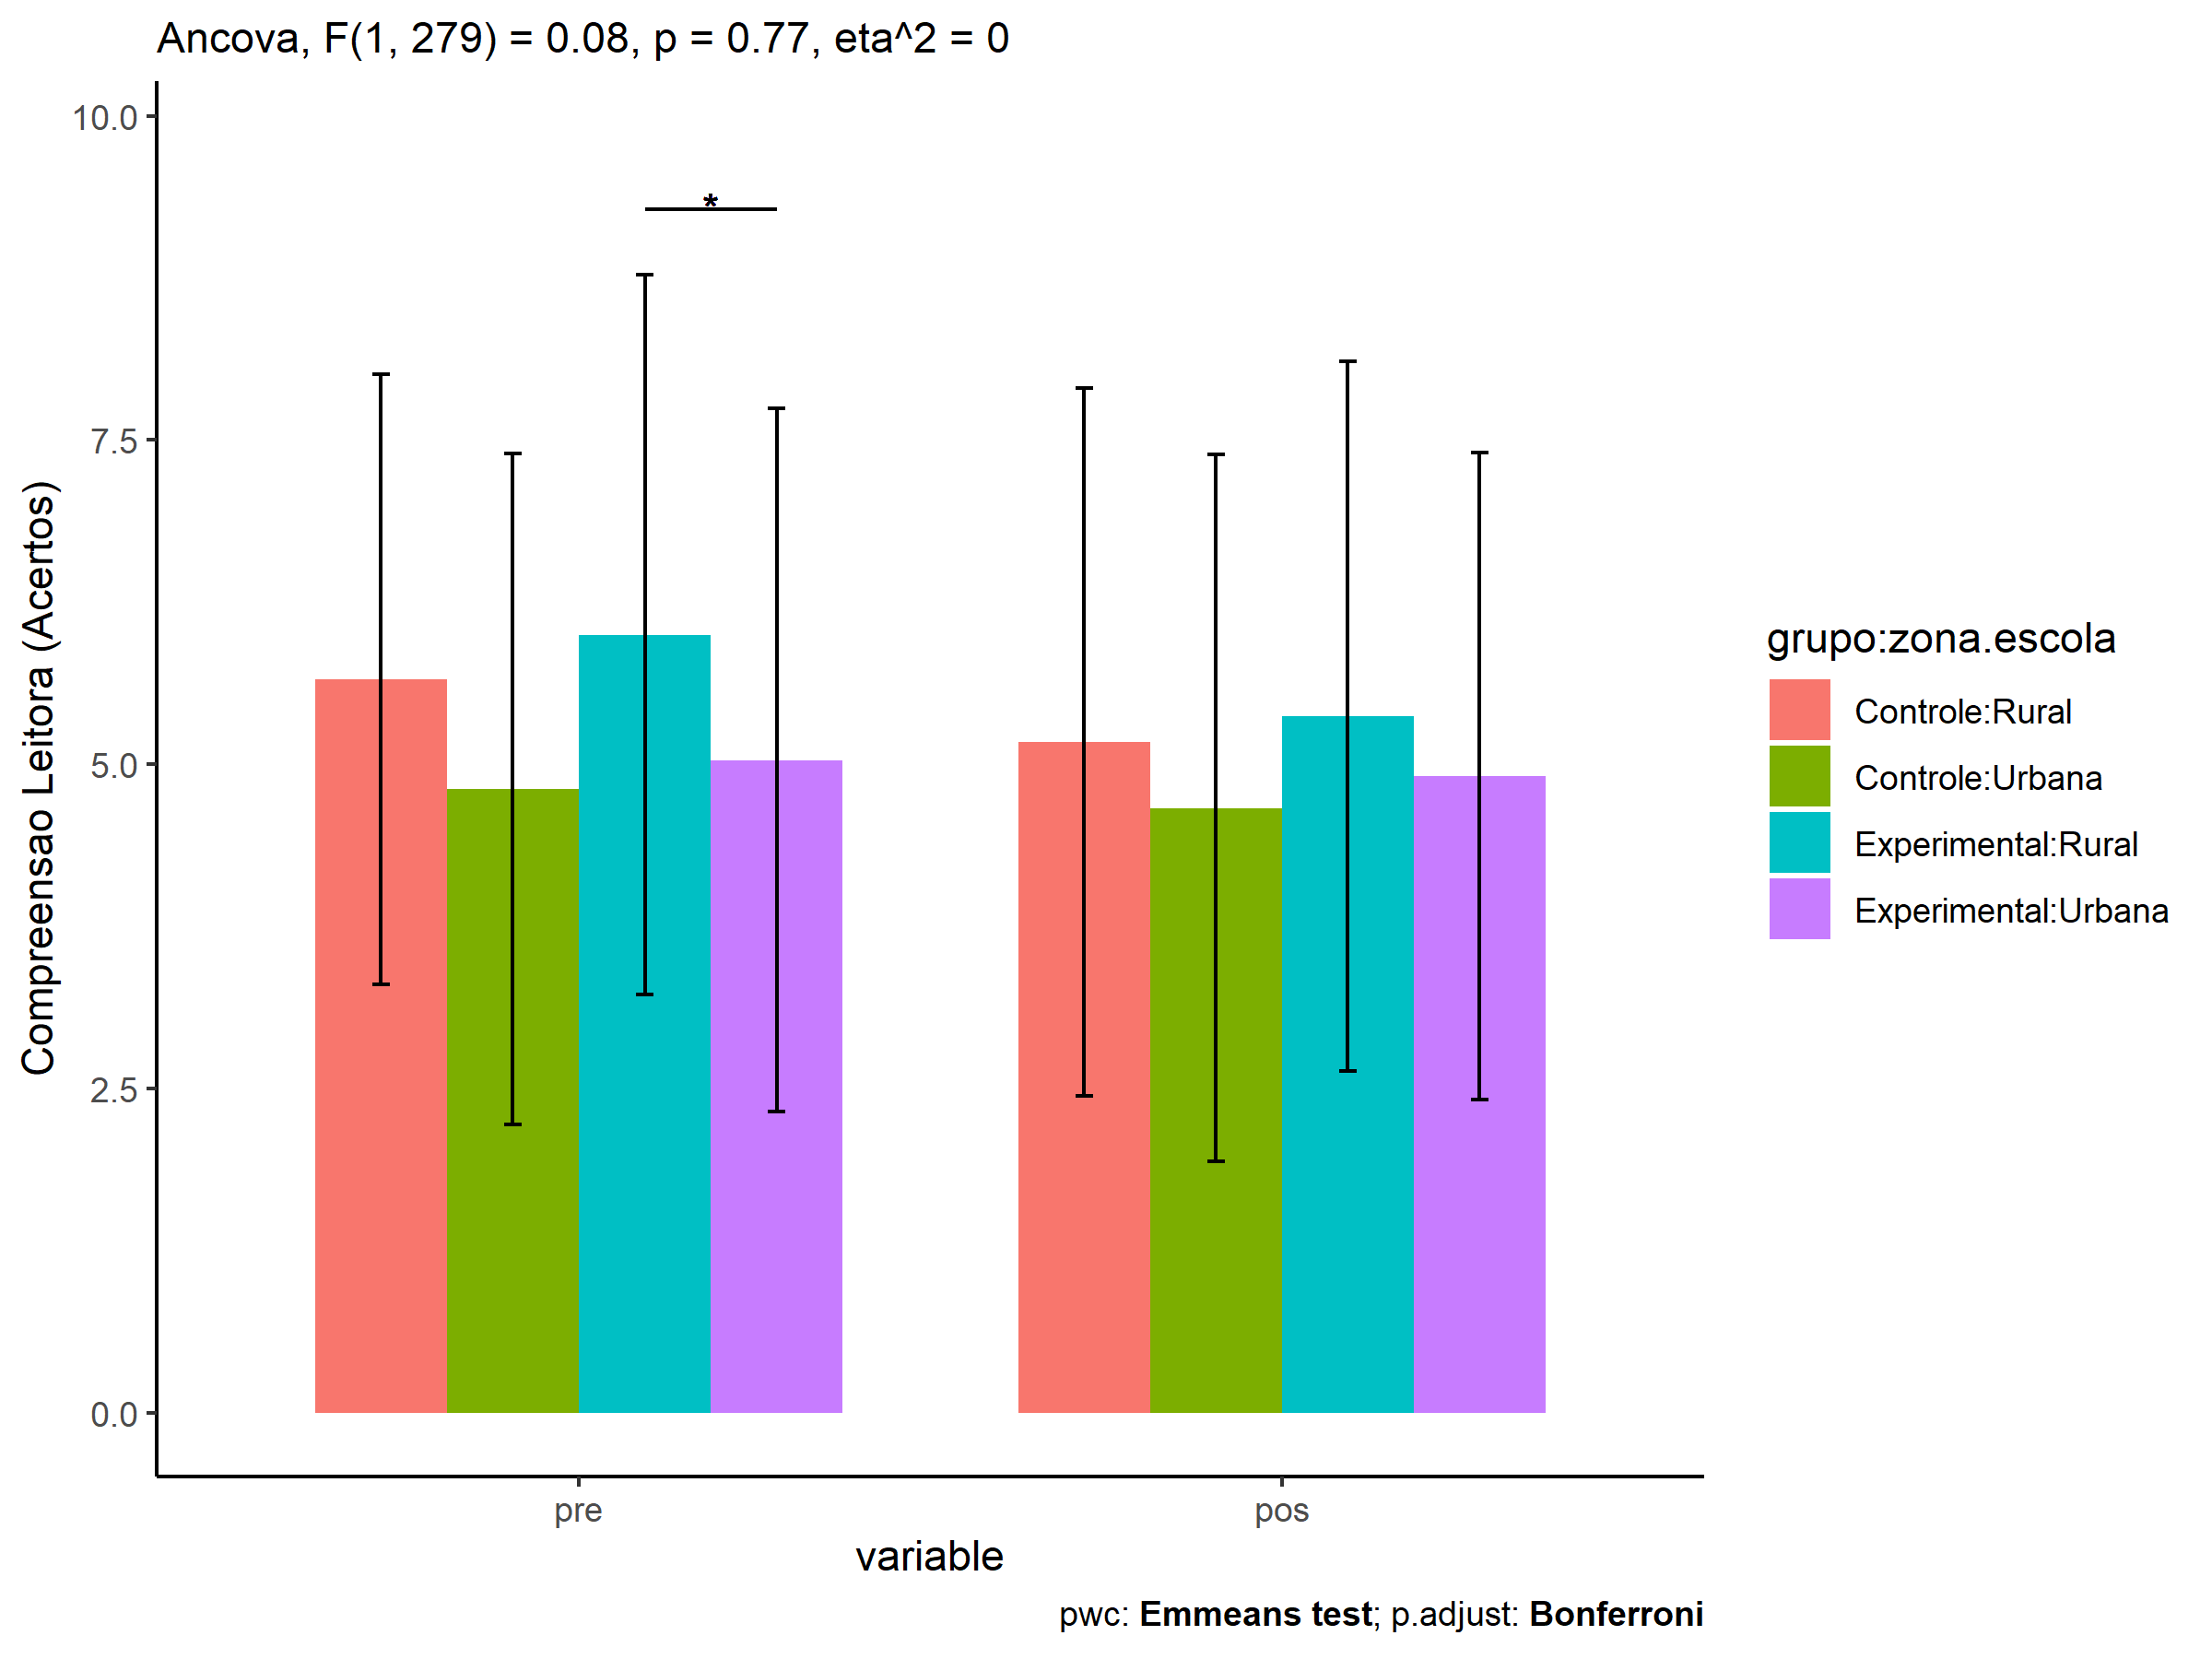 Ancova, F(1, 279) = 0.08, p = 0.77, eta^2 = 0
Compreensao Leitora (Acertos)
10.0
7.5
5.0
2.5
0.0
*
pre
pos
variable
grupo:zona.escola
Controle:Rural
Controle:Urbana
Experimental:Rural
Experimental:Urbana
pwc: Emmeans test; p.adjust: Bonferroni